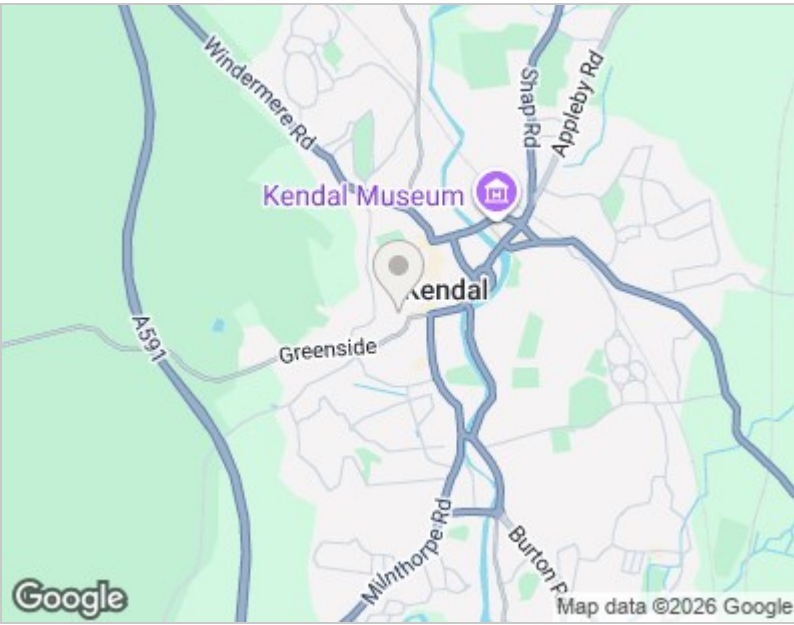 Windermere Rd
Shap Rd
Appleby Rd
Kendal Museum
Kendal
A591
Greenside
Milnthorpe Rd
Burton
Google
Map data ©2026 Google